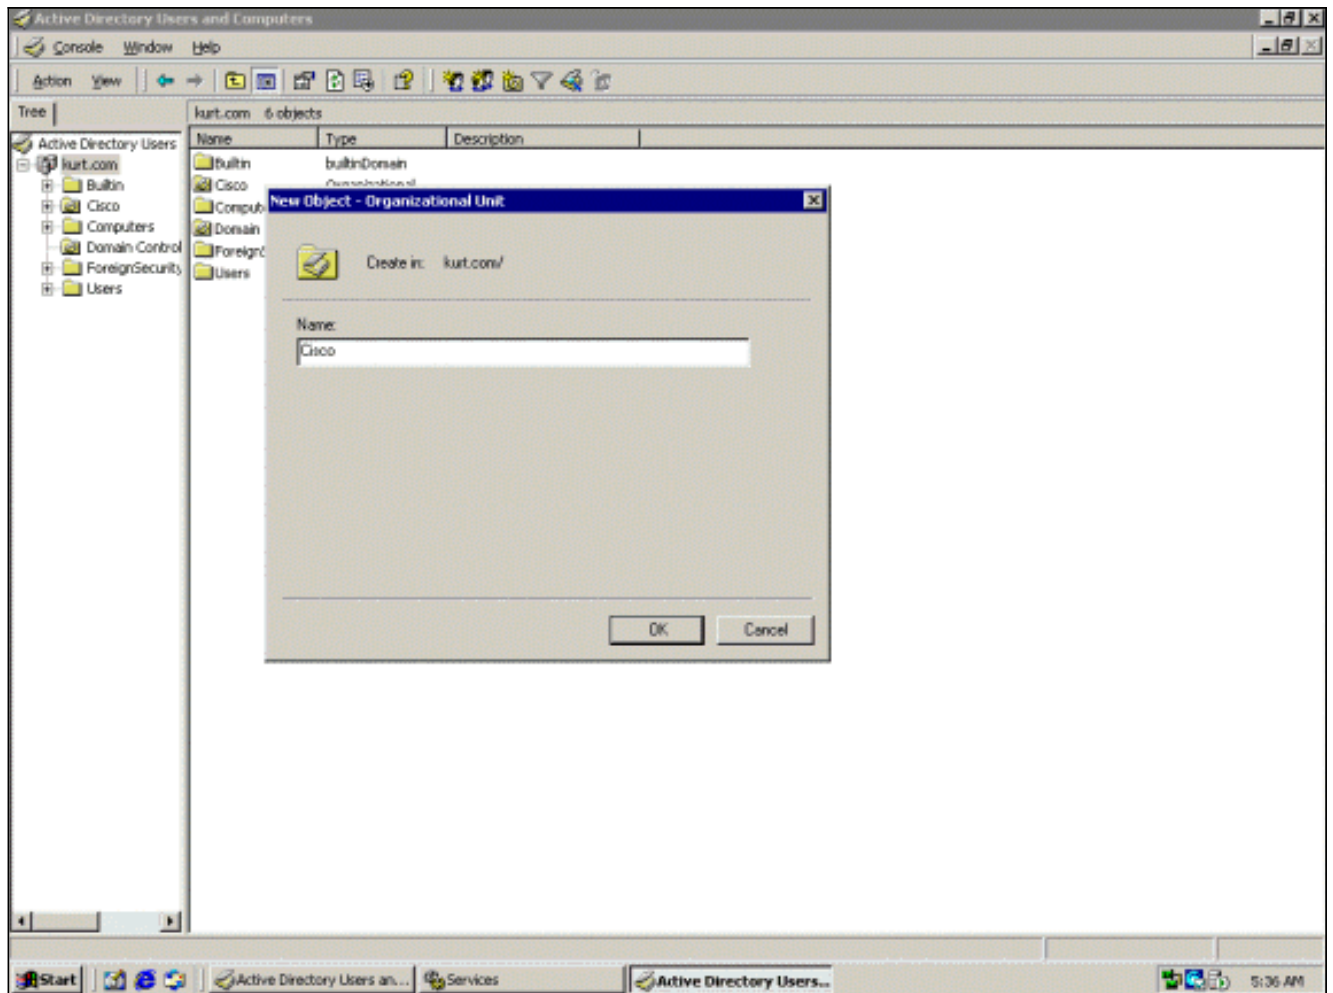 Active Directory Users and Computers
Console Window Help
Action View
Tree
kurt.com 6 objects
Name Type Description
Active Directory Users
kurt.com
Builtin
Cisco
Computers
Domain Control
ForeignSecurity
Users
Builtin builtinDomain
Cisco Organizational
Compute
Domain
ForeignS
Users
New Object - Organizational Unit
Create in: kurt.com/
Name:
Cisco
OK Cancel
Start Active Directory Users an... Services Active Directory Users... 5:36 AM